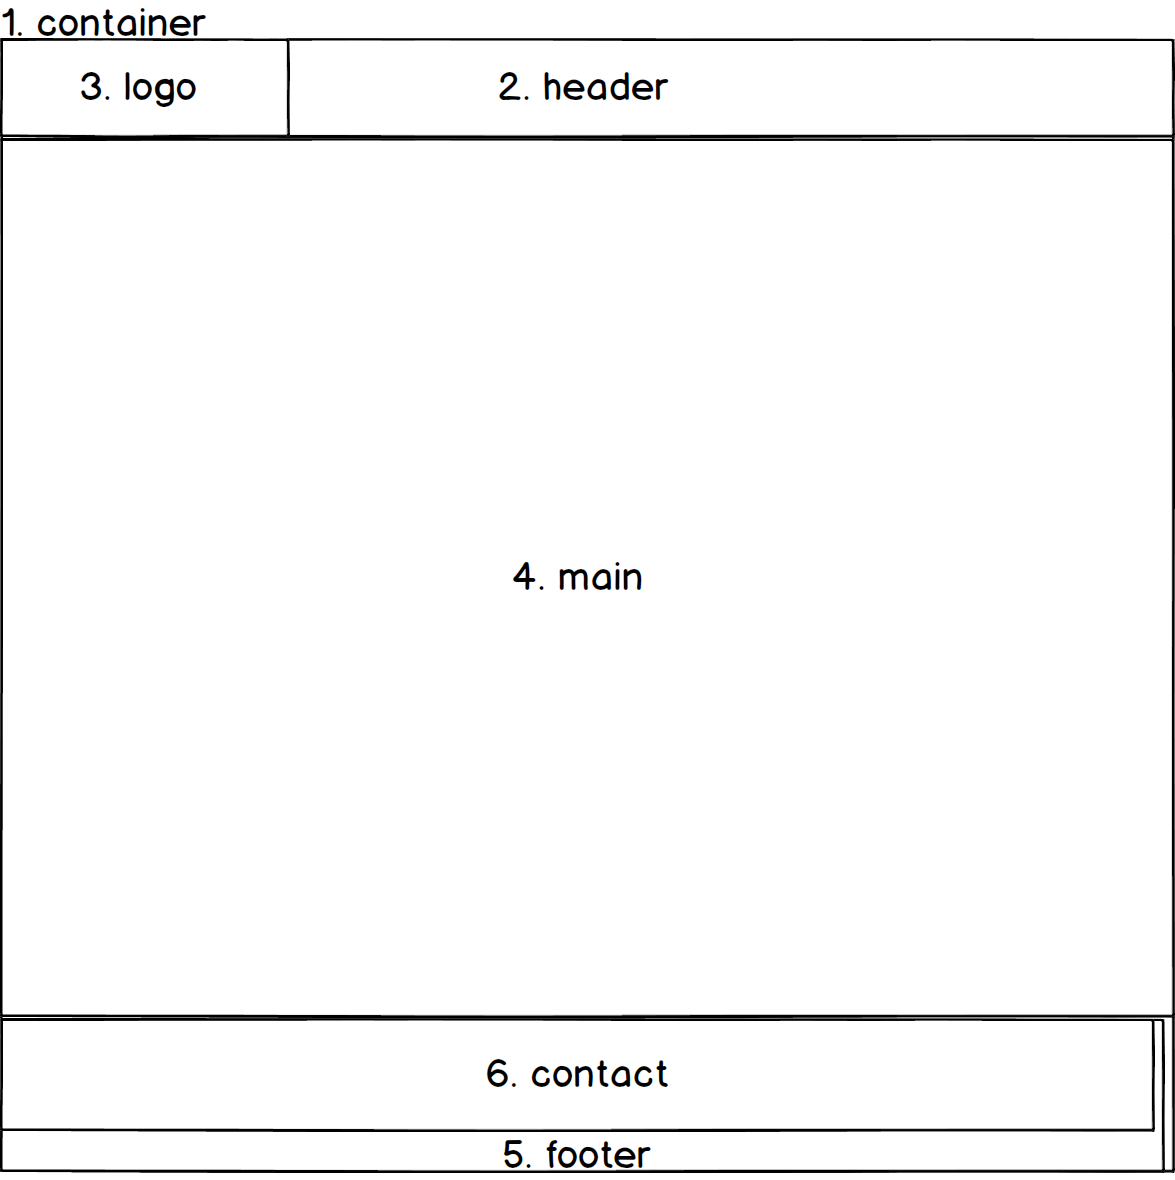 1. container
3. logo
2. header
4. main
6. contact
5. footer